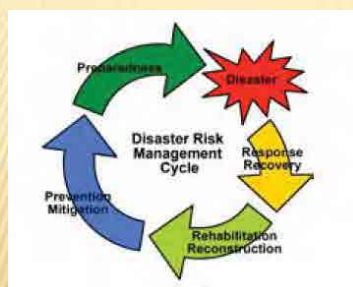 Preparedness
Disaster
Disaster Risk
Management
Cycle
Response
Recovery
Prevention
Mitigation
Rehabilitation
Reconstruction